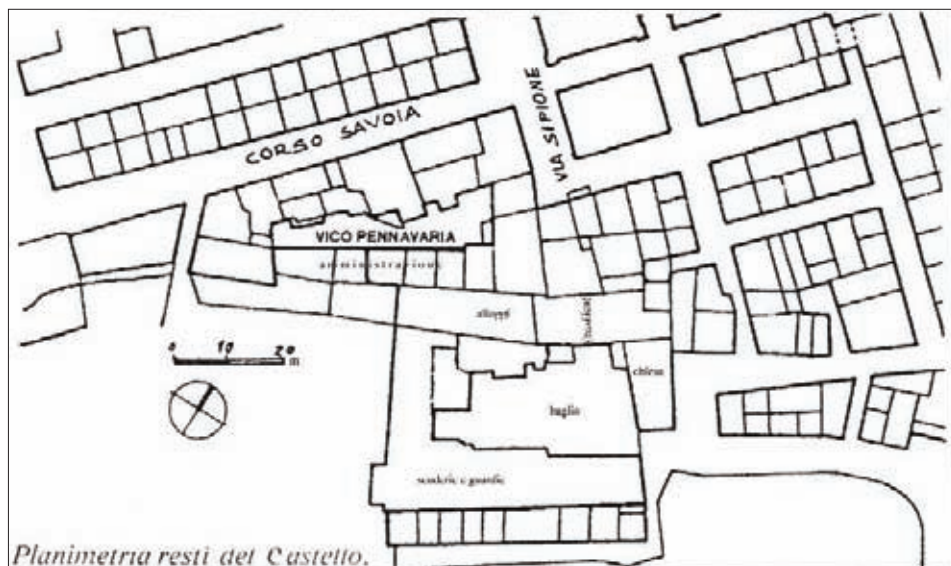 CORSO SAVOIA
VIA SIPIONE
VICO PENNAVARIA
amministrazione
alloggi
chiesa
baglio
scuderie e guardie
0 10 20 m
Planimetria resti del Castello.